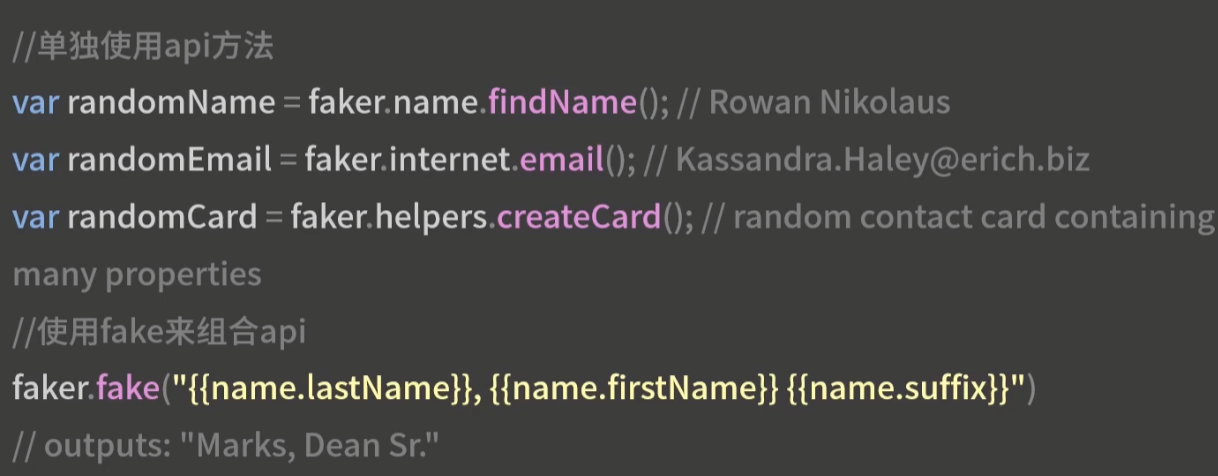 //单独使用api方法
var randomName = faker.name.findName(); // Rowan Nikolaus
var randomEmail = faker.internet.email(); // Kassandra.Haley@erich.biz
var randomCard = faker.helpers.createCard(); // random contact card containing
many properties
//使用fake来组合api
faker.fake("{{name.lastName}}, {{name.firstName}} {{name.suffix}}")
// outputs: "Marks, Dean Sr."